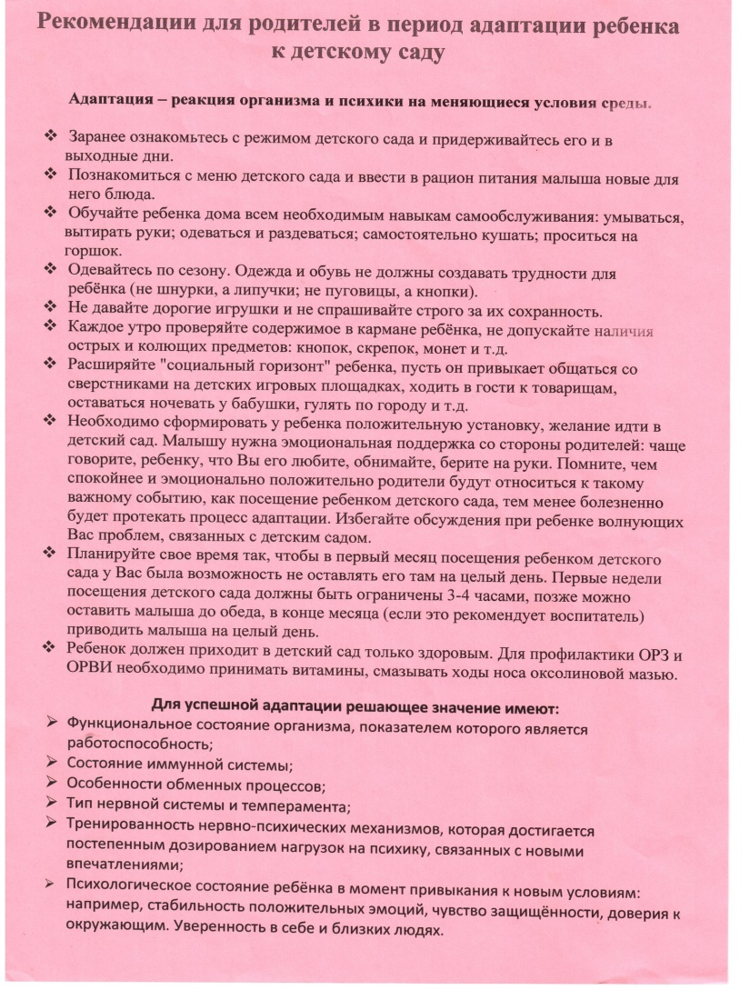 Рекомендации для родителей в период адаптации ребенка
к детскому саду
Адаптация – реакция организма и психики на меняющиеся условия среды.
❖ Заранее ознакомьтесь с режимом детского сада и придерживайтесь его и в
выходные дни.
❖ Познакомиться с меню детского сада и ввести в рацион питания малыша новые для
него блюда.
❖ Обучайте ребенка дома всем необходимым навыкам самообслуживания: умываться,
вытирать руки; одеваться и раздеваться; самостоятельно кушать; проситься на
горшок.
❖ Одевайтесь по сезону. Одежда и обувь не должны создавать трудности для
ребёнка (не шнурки, а липучки; не пуговицы, а кнопки).
❖ Не давайте дорогие игрушки и не спрашивайте строго за их сохранность.
❖ Каждое утро проверяйте содержимое в кармане ребёнка, не допускайте наличия
острых и колющих предметов: кнопок, скрепок, монет и т.д.
❖ Расширяйте "социальный горизонт" ребенка, пусть он привыкает общаться со
сверстниками на детских игровых площадках, ходить в гости к товарищам,
оставаться ночевать у бабушки, гулять по городу и т.д.
❖ Необходимо сформировать у ребенка положительную установку, желание идти в
детский сад. Малышу нужна эмоциональная поддержка со стороны родителей: чаще
говорите, ребенку, что Вы его любите, обнимайте, берите на руки. Помните, чем
спокойнее и эмоционально положительно родители будут относиться к такому
важному событию, как посещение ребенком детского сада, тем менее болезненно
будет протекать процесс адаптации. Избегайте обсуждения при ребенке волнующих
Вас проблем, связанных с детским садом.
❖ Планируйте свое время так, чтобы в первый месяц посещения ребенком детского
сада у Вас была возможность не оставлять его там на целый день. Первые недели
посещения детского сада должны быть ограничены 3-4 часами, позже можно
оставить малыша до обеда, в конце месяца (если это рекомендует воспитатель)
приводить малыша на целый день.
❖ Ребенок должен приходит в детский сад только здоровым. Для профилактики ОРЗ и
ОРВИ необходимо принимать витамины, смазывать ходы носа оксолиновой мазью.
Для успешной адаптации решающее значение имеют:
➢ Функциональное состояние организма, показателем которого является
работоспособность;
➢ Состояние иммунной системы;
➢ Особенности обменных процессов;
➢ Тип нервной системы и темперамента;
➢ Тренированность нервно-психических механизмов, которая достигается
постепенным дозированием нагрузок на психику, связанных с новыми
впечатлениями;
➢ Психологическое состояние ребёнка в момент привыкания к новым условиям:
например, стабильность положительных эмоций, чувство защищённости, доверия к
окружающим. Уверенность в себе и близких людях.